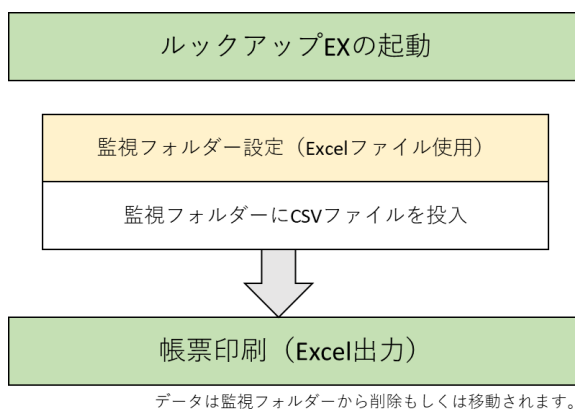 ルックアップEXの起動
監視フォルダー設定（Excelファイル使用）
監視フォルダーにCSVファイルを投入
帳票印刷（Excel出力）
データは監視フォルダーから削除もしくは移動されます。